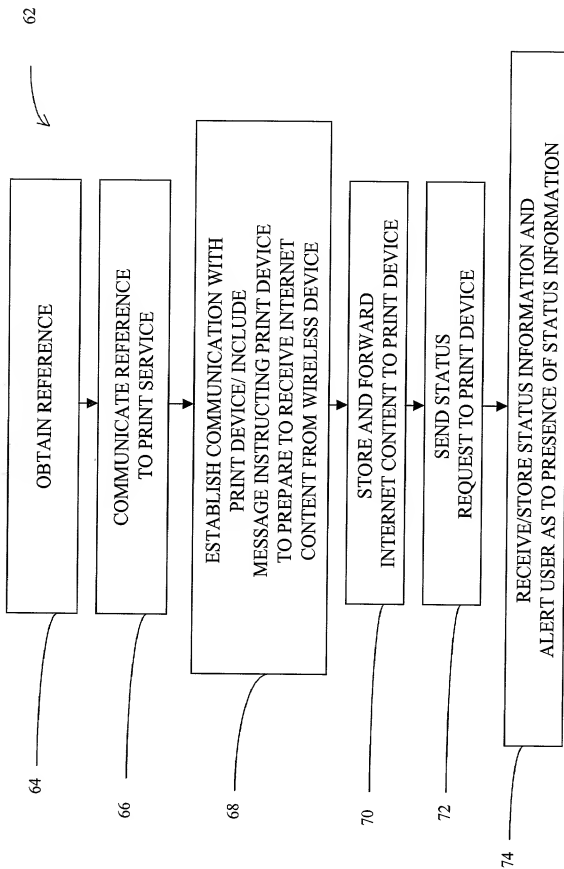 62
OBTAIN REFERENCE
64
COMMUNICATE REFERENCE
TO PRINT SERVICE
66
ESTABLISH COMMUNICATION WITH
PRINT DEVICE/ INCLUDE
MESSAGE INSTRUCTING PRINT DEVICE
TO PREPARE TO RECEIVE INTERNET
CONTENT FROM WIRELESS DEVICE
68
STORE AND FORWARD
INTERNET CONTENT TO PRINT DEVICE
70
SEND STATUS
REQUEST TO PRINT DEVICE
72
RECEIVE/STORE STATUS INFORMATION AND
ALERT USER AS TO PRESENCE OF STATUS INFORMATION
74